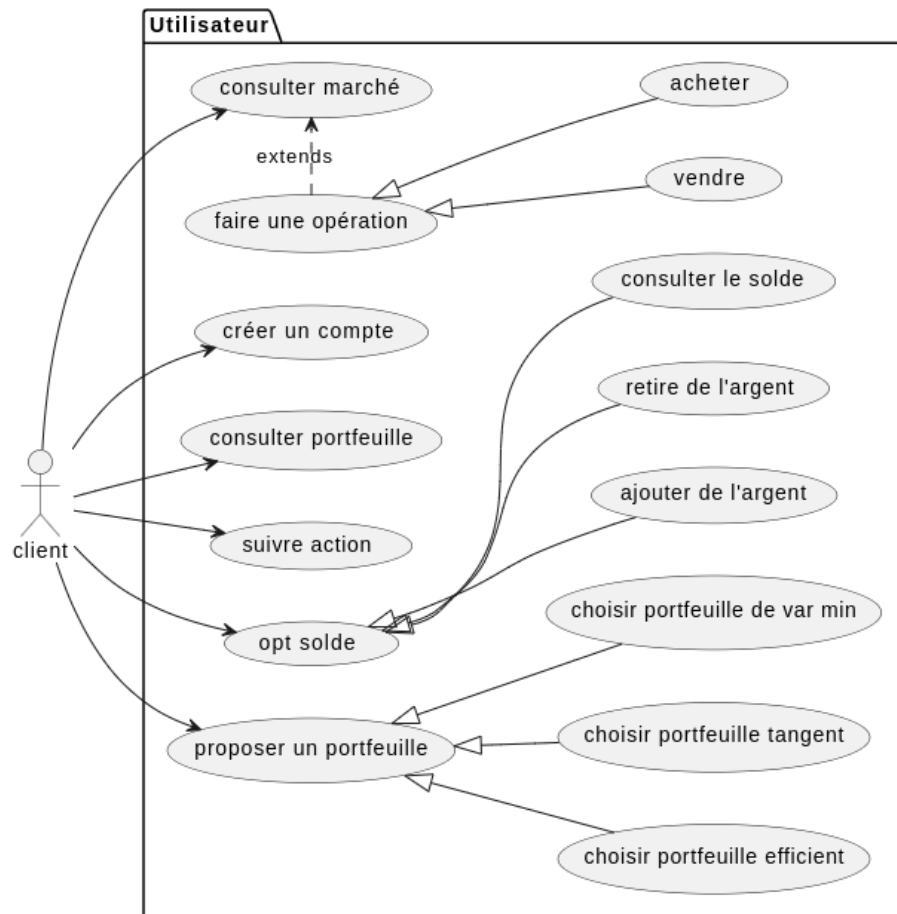 Utilisateur
consulter marché
acheter
extends
vendre
faire une opération
consulter le solde
créer un compte
retire de l'argent
consulter portfeuille
ajouter de l'argent
suivre action
client
choisir portfeuille de var min
opt solde
choisir portfeuille tangent
proposer un portfeuille
choisir portfeuille efficient